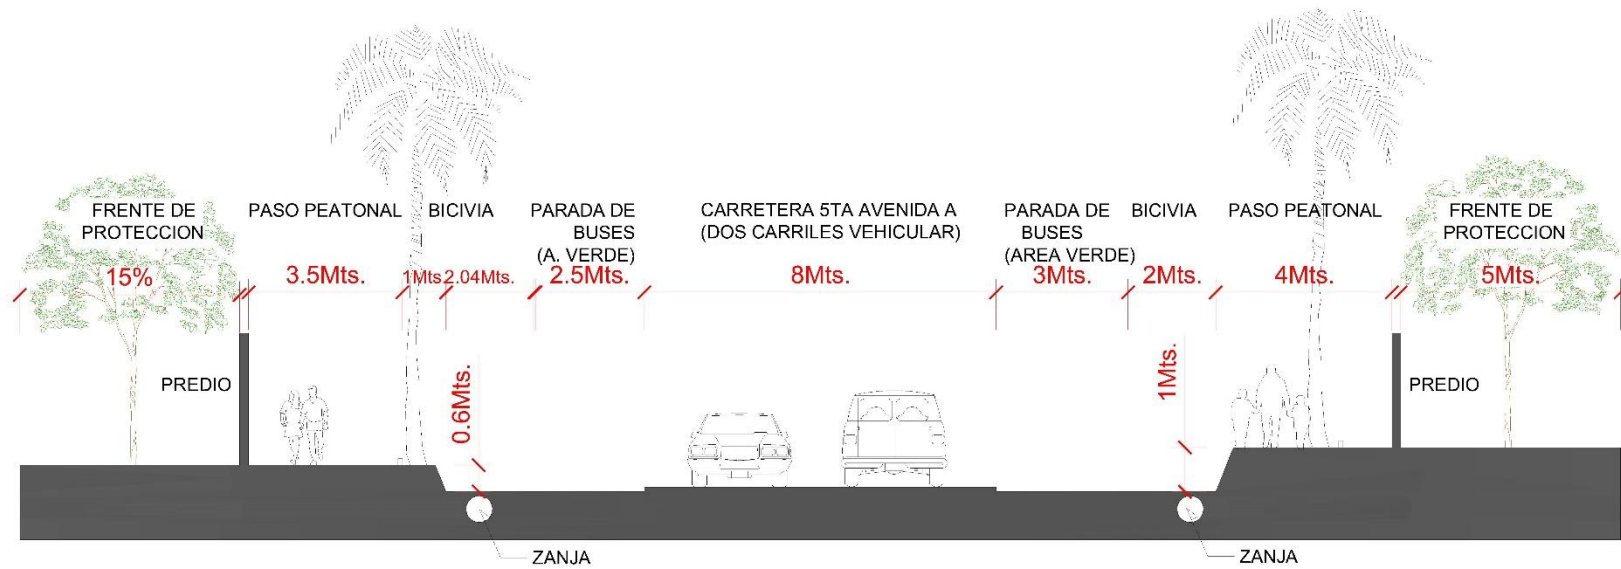 FRENTE DE
PROTECCION
15%
PASO PEATONAL
3.5Mts.
1Mts.
BICIVIA
2.04Mts.
PARADA DE
BUSES
(A. VERDE)
2.5Mts.
CARRETERA 5TA AVENIDA A
(DOS CARRILES VEHICULAR)
8Mts.
PARADA DE
BUSES
(AREA VERDE)
3Mts.
BICIVIA
2Mts.
PASO PEATONAL
4Mts.
FRENTE DE
PROTECCION
5Mts.
PREDIO
0.6Mts.
1Mts.
PREDIO
ZANJA
ZANJA